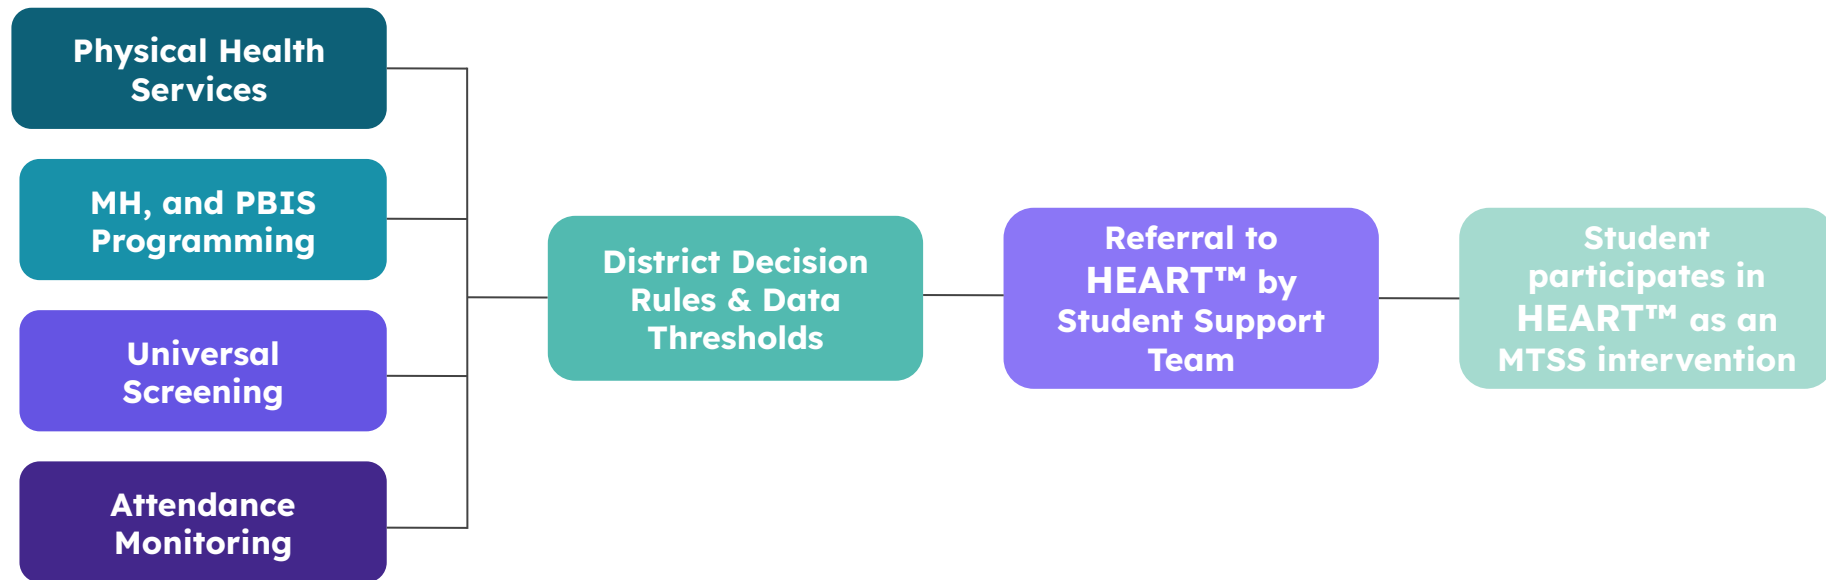 Physical Health
Services
MH, and PBIS
Programming
Universal
Screening
Attendance
Monitoring
District Decision
Rules & Data
Thresholds
Referral to
HEART™ by
Student Support
Team
Student
participates in
HEART™ as an
MTSS intervention